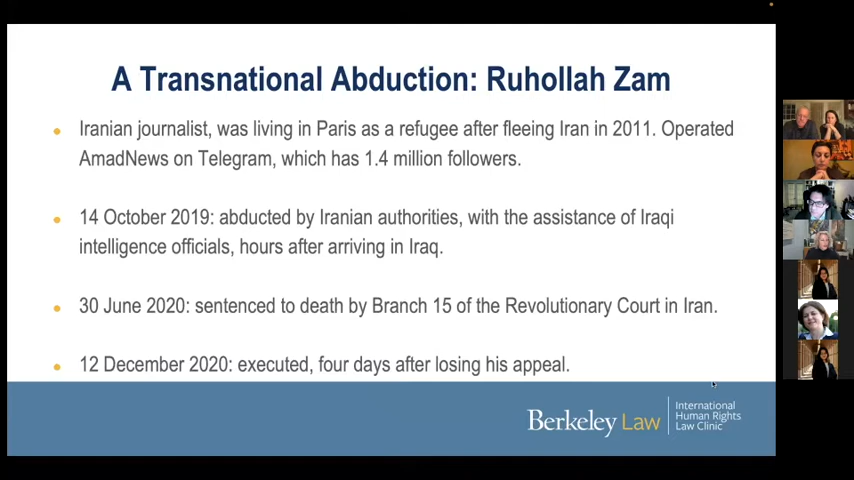 A Transnational Abduction: Ruhollah Zam
Iranian journalist, was living in Paris as a refugee after fleeing Iran in 2011. Operated
AmadNews on Telegram, which has 1.4 million followers.
14 October 2019: abducted by Iranian authorities, with the assistance of Iraqi
intelligence officials, hours after arriving in Iraq.
30 June 2020: sentenced to death by Branch 15 of the Revolutionary Court in Iran.
12 December 2020: executed, four days after losing his appeal.
Berkeley Law
International
Human Rights
Law Clinic